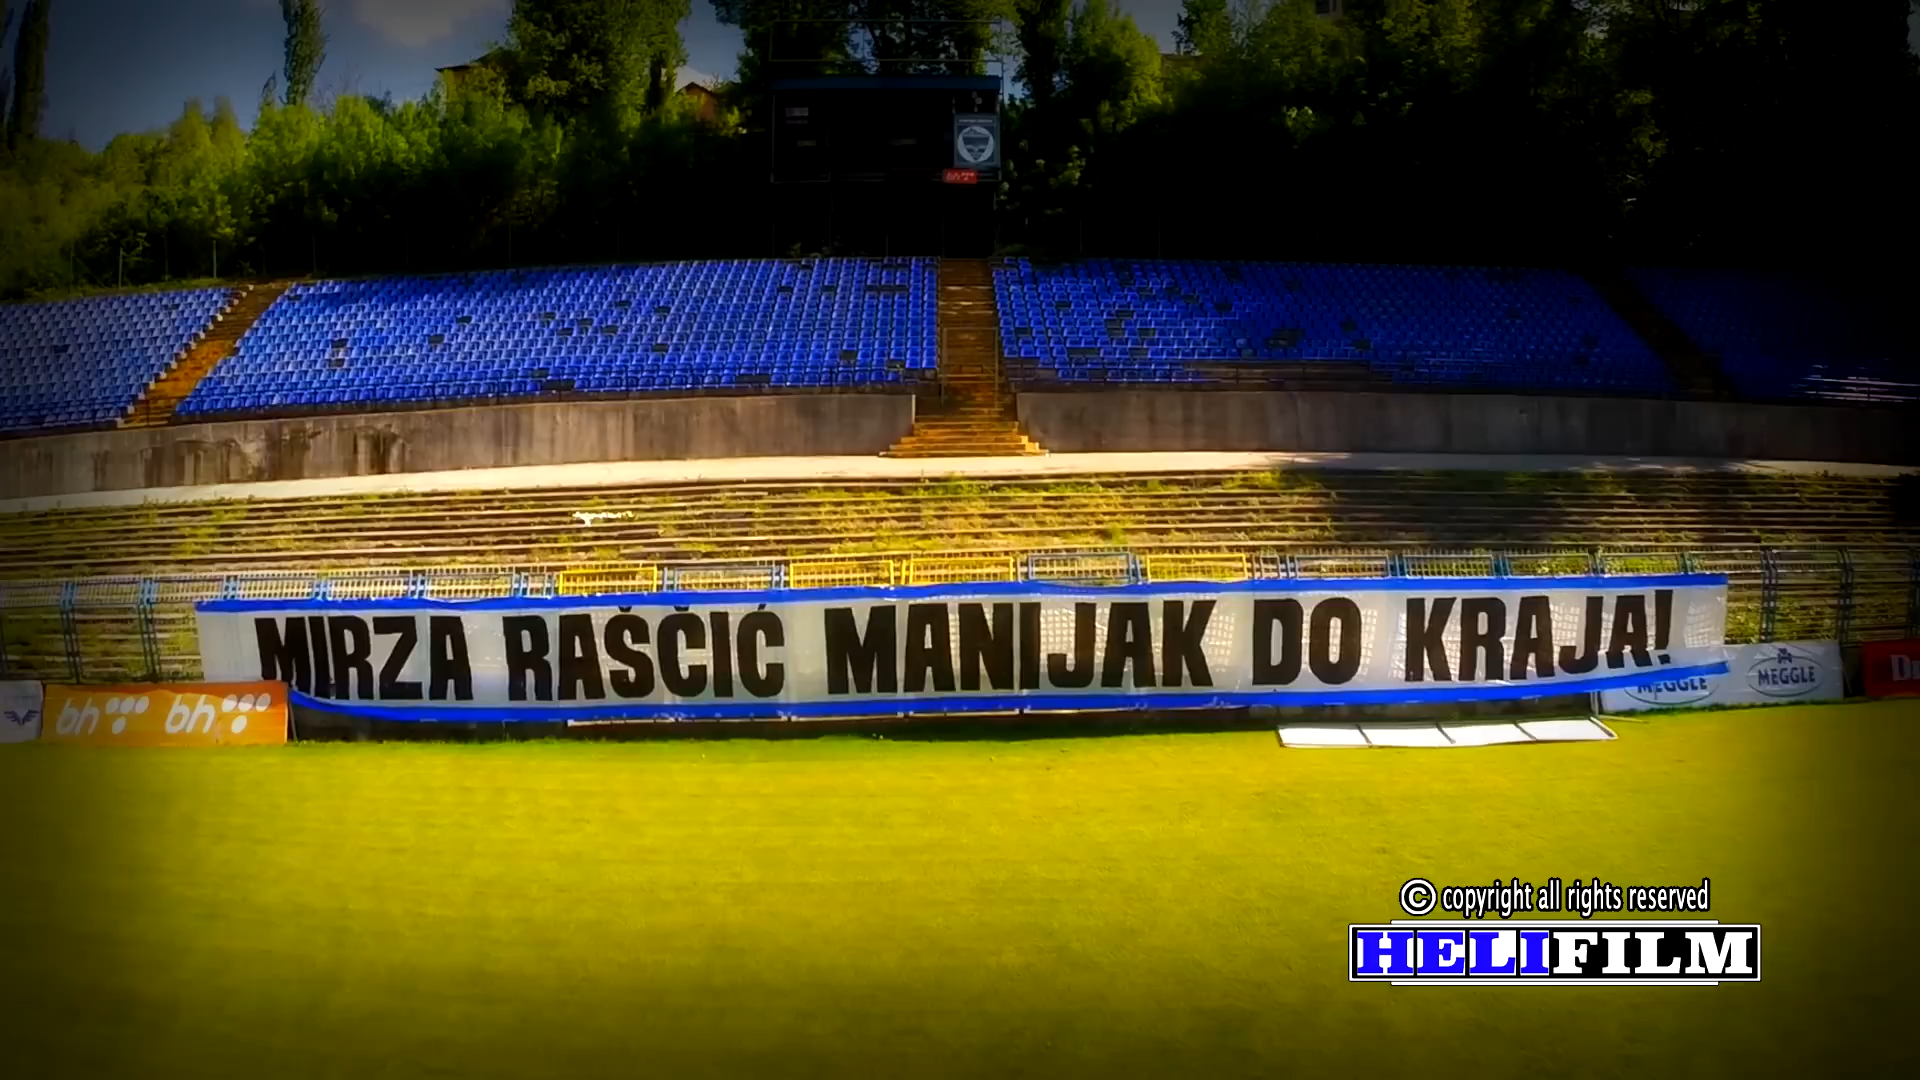 MIRZA RAŠČIĆ MANIJAK DO KRAJA!
bh bh
MEGGLE
MEGGLE
© copyright all rights reserved
HELIFILM